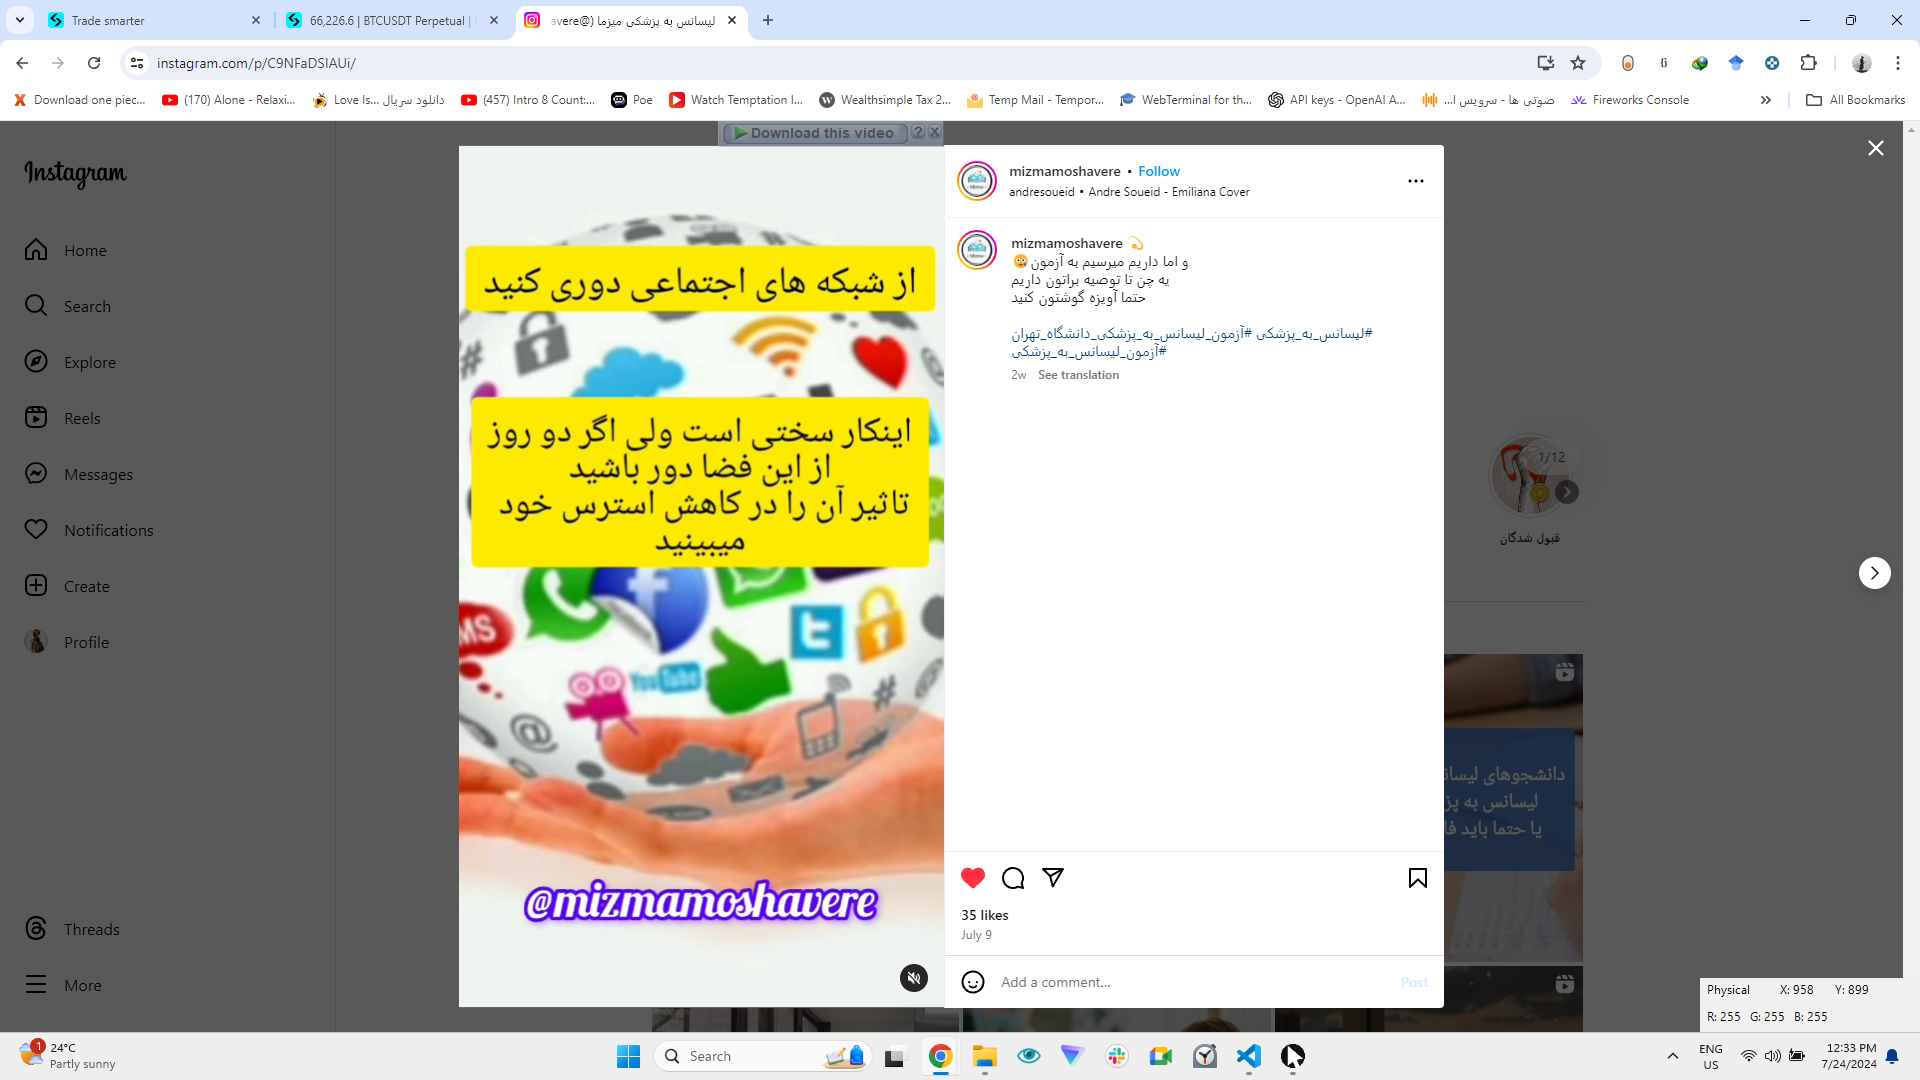 Trade smarter
66,226.6 | BTCUSDT Perpetual |
لیسانس به پزشکی میزما (@avere
instagram.com/p/C9NFaDSIAUi/
Download one piec...
(170) Alone - Relaxi...
Love Is... دانلود سریال
(457) Intro 8 Count:...
Poe
Watch Temptation I...
Wealthsimple Tax 2...
Temp Mail - Tempor...
WebTerminal for th...
API keys - OpenAI A...
صوتی ها - سرویس ا...
Fireworks Console
All Bookmarks
Download this video
Instagram
Home
Search
Explore
Reels
Messages
Notifications
Create
Profile
Threads
More
از شبکه های اجتماعی دوری کنید
اینکار سختی است ولی اگر دو روز
از این فضا دور باشید
تاثیر آن را در کاهش استرس خود
میبینید
MS
YouTube
@mizmamoshavere
mizmamoshavere • Follow
andresoueid • Andre Soueid - Emiliana Cover
mizmamoshavere 💫
و اما داریم میرسیم به آزمون😬
یه چن تا توصیه براتون داریم
حتما آویزه گوشتون کنید
#لیسانس_به_پزشکی #آزمون_لیسانس_به_پزشکی_دانشگاه_تهران
#آزمون_لیسانس_به_پزشکی
2w See translation
35 likes
July 9
Add a comment...
Post
1/12
قبول شدگان
دانشجوهای لیسا
لیسانس به پز
یا حتما باید فا
Physical X: 958 Y: 899
R: 255 G: 255 B: 255
1
24°C
Partly sunny
Search
ENG
US
12:33 PM
7/24/2024